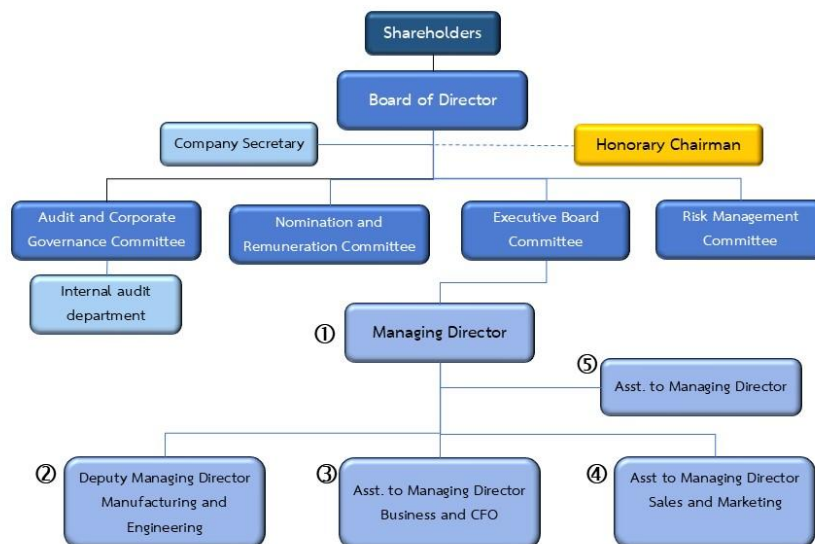 Shareholders
Board of Director
Company Secretary
Honorary Chairman
Audit and Corporate
Governance Committee
Nomination and
Remuneration Committee
Executive Board
Committee
Risk Management
Committee
Internal audit
department
①
Managing Director
⑤
Asst. to Managing Director
②
Deputy Managing Director
Manufacturing and
Engineering
③
Asst. to Managing Director
Business and CFO
④
Asst to Managing Director
Sales and Marketing